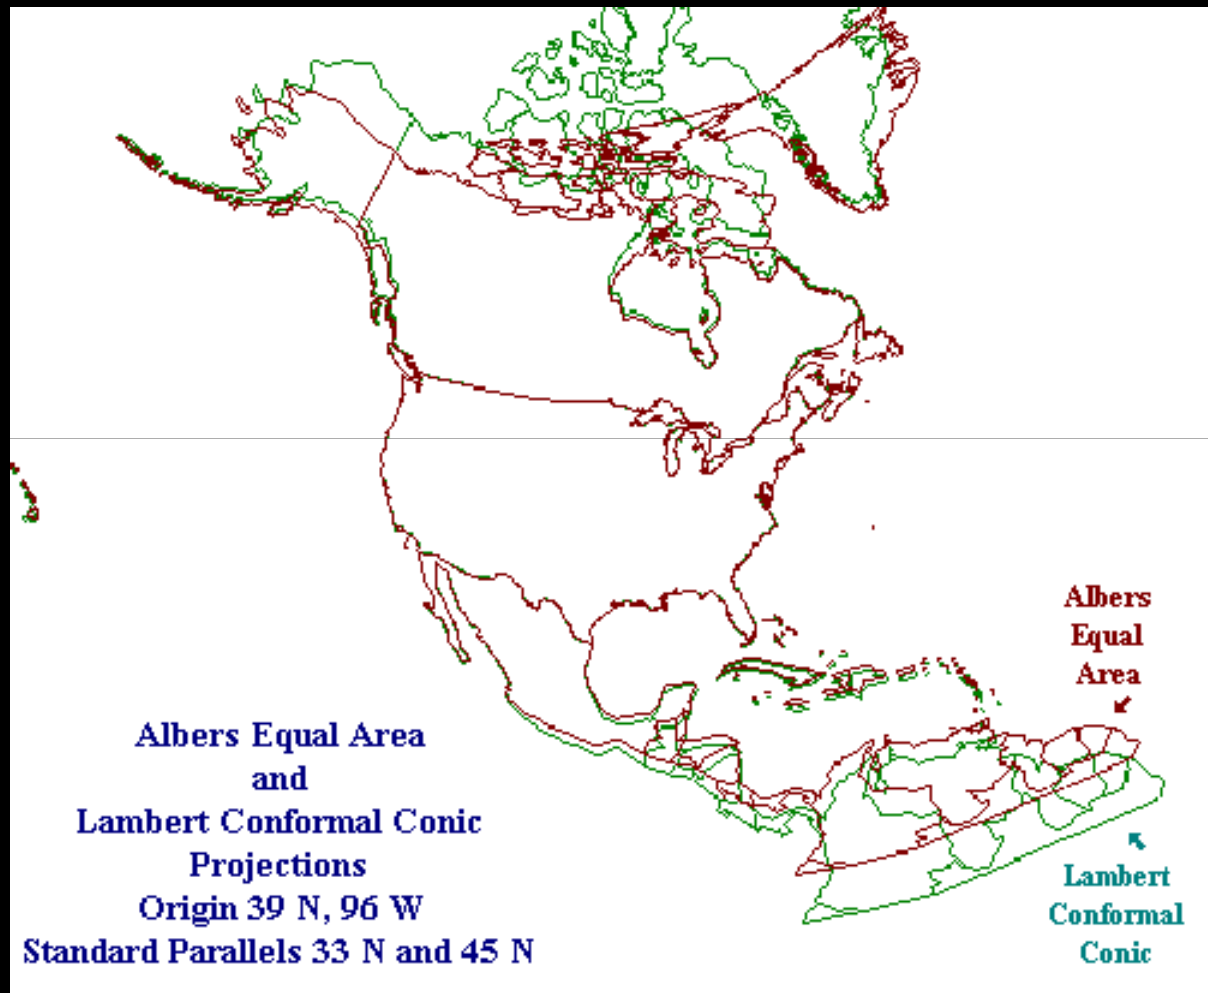 Albers
Equal
Area
Albers Equal Area
and
Lambert Conformal Conic
Projections
Origin 39 N, 96 W
Standard Parallels 33 N and 45 N
Lambert
Conformal
Conic